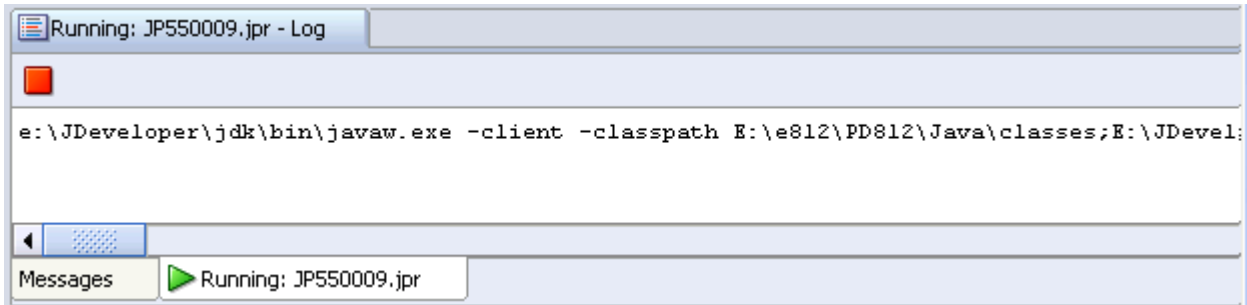 Running: JP550009.jpr - Log
e:\JDeveloper\jdk\bin\javaw.exe -client -classpath E:\e812\PD812\Java\classes;E:\JDevel
Messages
Running: JP550009.jpr